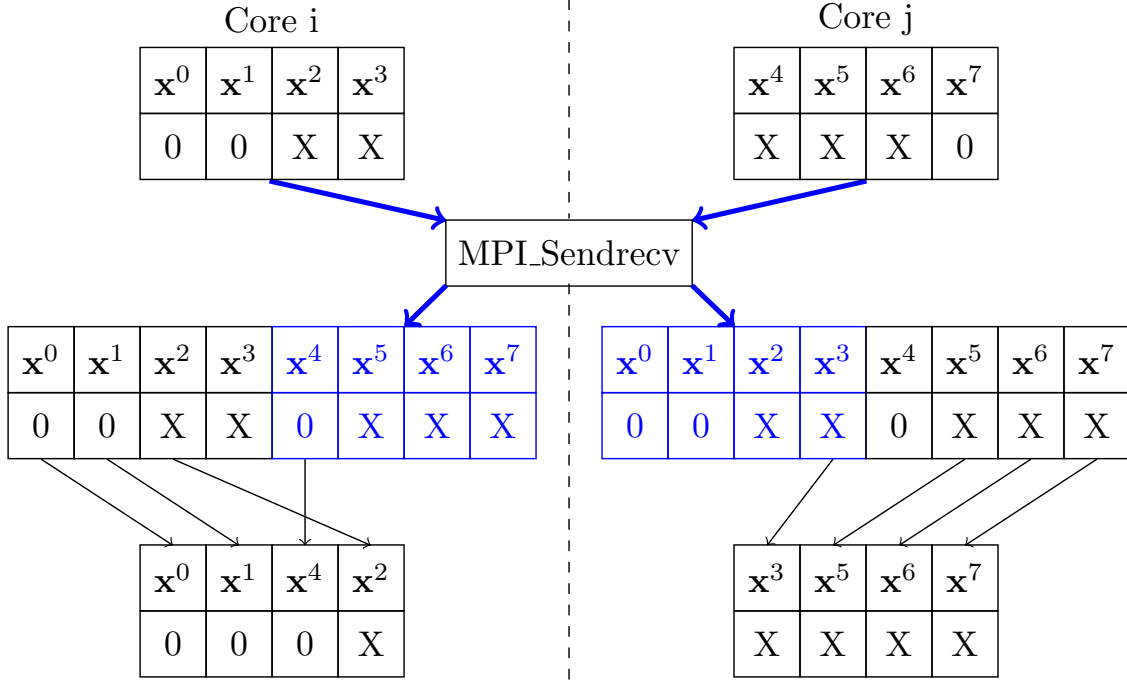 Core i Core j
x⁰ x¹ x² x³ x⁴ x⁵ x⁶ x⁷
0 0 X X X X X 0
MPI_Sendrecv
x⁰ x¹ x² x³ x⁴ x⁵ x⁶ x⁷ x⁰ x¹ x² x³ x⁴ x⁵ x⁶ x⁷
0 0 X X 0 X X X 0 0 X X 0 X X X
x⁰ x¹ x⁴ x² x³ x⁵ x⁶ x⁷
0 0 0 X X X X X